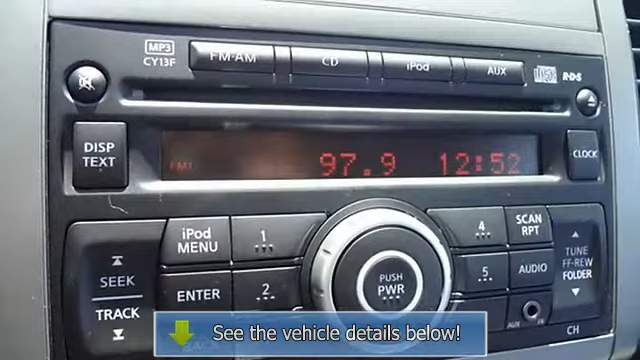 MP3
CY13F
FM·AM
CD
iPod
AUX
R·D·S
DISP
TEXT
FM1
97.9
12:52
CLOCK
iPod
MENU
1
4
SCAN
RPT
SEEK
TRACK
ENTER
2
PUSH
PWR
5
AUDIO
TUNE
FF·REW
FOLDER
AUX
CH
See the vehicle details below!